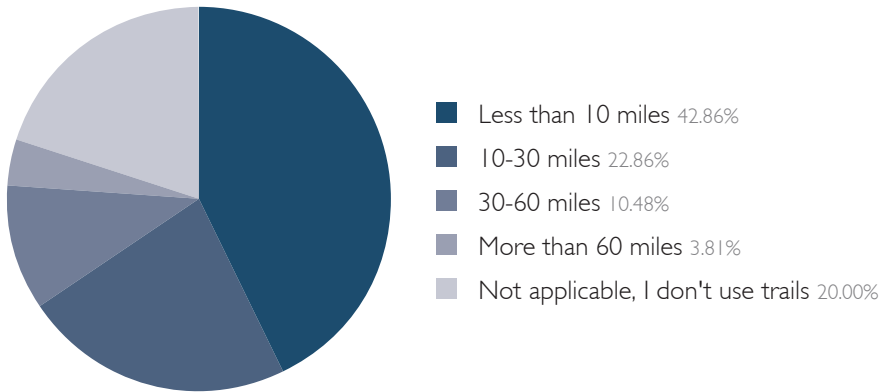 Less than 10 miles 42.86%
10-30 miles 22.86%
30-60 miles 10.48%
More than 60 miles 3.81%
Not applicable, I don't use trails 20.00%